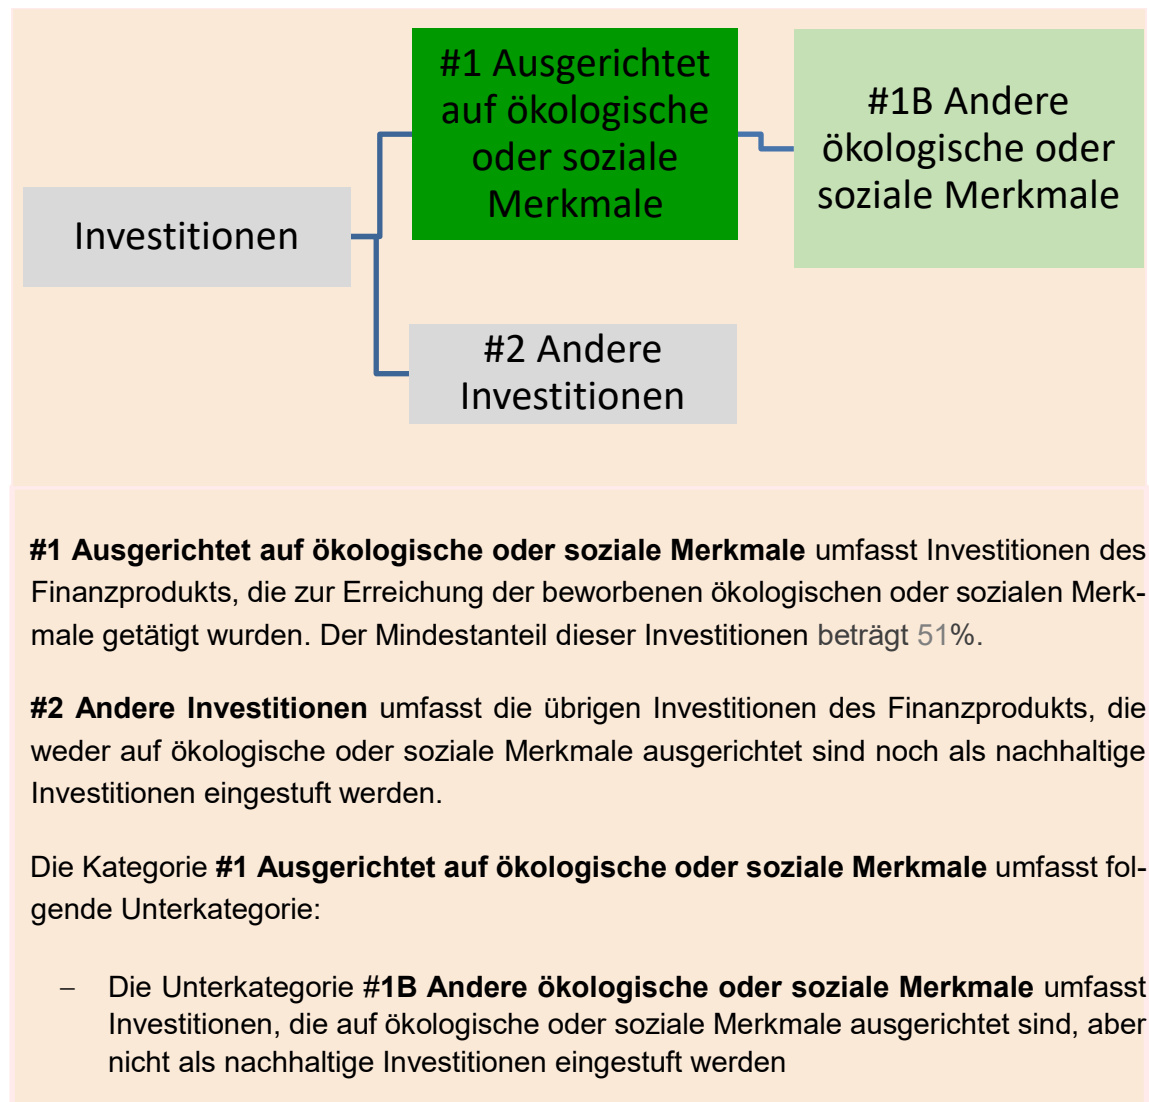 #1 Ausgerichtet
auf ökologische
oder soziale
Merkmale
#1B Andere
ökologische oder
soziale Merkmale
Investitionen
#2 Andere
Investitionen
#1 Ausgerichtet auf ökologische oder soziale Merkmale umfasst Investitionen des
Finanzprodukts, die zur Erreichung der beworbenen ökologischen oder sozialen Merk-
male getätigt wurden. Der Mindestanteil dieser Investitionen beträgt 51%.
#2 Andere Investitionen umfasst die übrigen Investitionen des Finanzprodukts, die
weder auf ökologische oder soziale Merkmale ausgerichtet sind noch als nachhaltige
Investitionen eingestuft werden.
Die Kategorie #1 Ausgerichtet auf ökologische oder soziale Merkmale umfasst fol-
gende Unterkategorie:
– Die Unterkategorie #1B Andere ökologische oder soziale Merkmale umfasst
Investitionen, die auf ökologische oder soziale Merkmale ausgerichtet sind, aber
nicht als nachhaltige Investitionen eingestuft werden